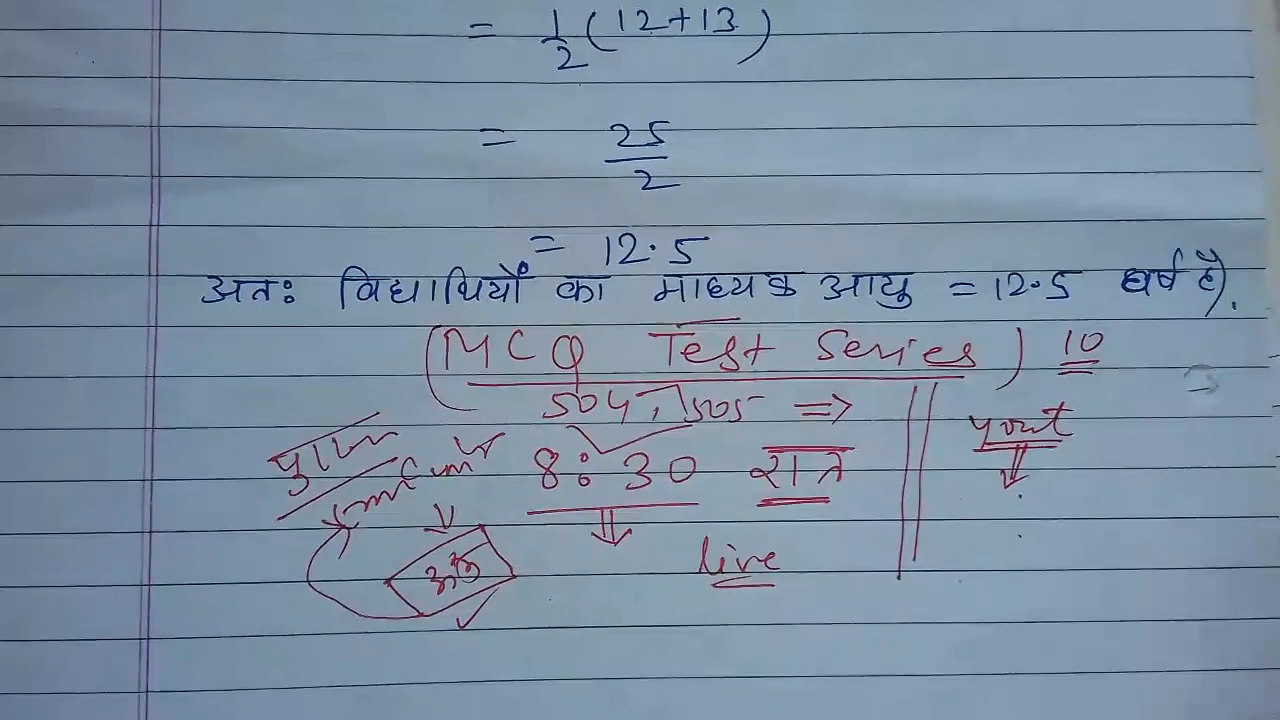 = 1/2 (12+13)
= 25/2
= 12.5
अतः विद्यार्थियों का माध्यक आयु = 12.5 वर्ष है।
(MCQ Test Series) 10
504, 505 =>
8:30 रात
live